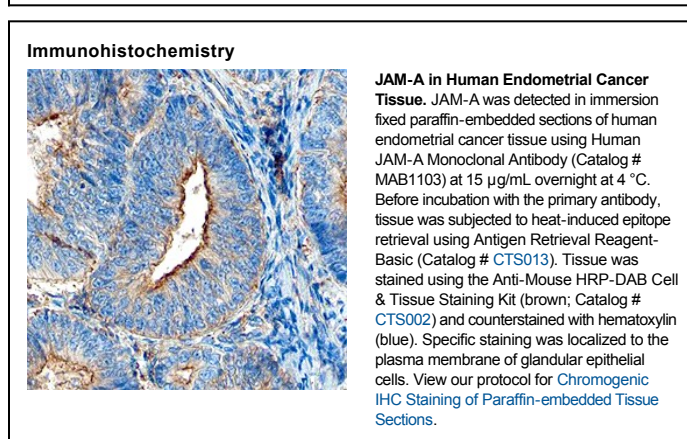 Immunohistochemistry
JAM-A in Human Endometrial Cancer
Tissue. JAM-A was detected in immersion
fixed paraffin-embedded sections of human
endometrial cancer tissue using Human
JAM-A Monoclonal Antibody (Catalog #
MAB1103) at 15 µg/mL overnight at 4 °C.
Before incubation with the primary antibody,
tissue was subjected to heat-induced epitope
retrieval using Antigen Retrieval Reagent-
Basic (Catalog # CTS013). Tissue was
stained using the Anti-Mouse HRP-DAB Cell
& Tissue Staining Kit (brown; Catalog #
CTS002) and counterstained with hematoxylin
(blue). Specific staining was localized to the
plasma membrane of glandular epithelial
cells. View our protocol for Chromogenic
IHC Staining of Paraffin-embedded Tissue
Sections.